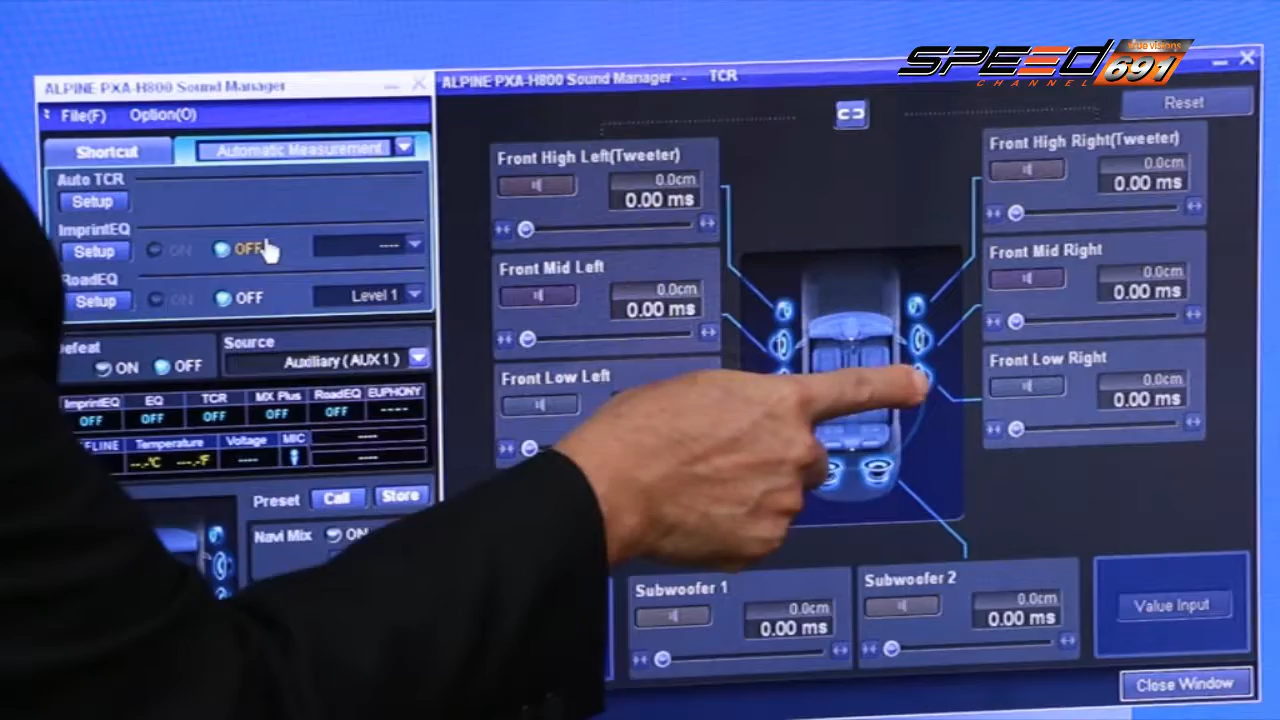 SPEED
CHANNEL
true visions
691
ALPINE PXA-H800 Sound Manager
File(F) Option(O)
Shortcut
Automatic Measurement
Auto TCR
Setup
ImprintEQ
Setup ON OFF ----
RoadEQ
Setup ON OFF Level 1
Defeat
ON OFF
Source
Auxiliary ( AUX 1 )
ImprintEQ EQ TCR MX Plus RoadEQ EUPHONY
OFF OFF OFF OFF OFF ----
FLINE Temperature Voltage MIC ----
--.-°C ---.-°F ---- ----
Preset Call Store
Navi Mix ON
ALPINE PXA-H800 Sound Manager - TCR
Reset
Front High Left(Tweeter)
0.0cm
0.00 ms
Front Mid Left
0.0cm
0.00 ms
Front Low Left
Front High Right(Tweeter)
0.0cm
0.00 ms
Front Mid Right
0.0cm
0.00 ms
Front Low Right
0.0cm
0.00 ms
Subwoofer 1
0.0cm
0.00 ms
Subwoofer 2
0.0cm
0.00 ms
Value Input
Close Window